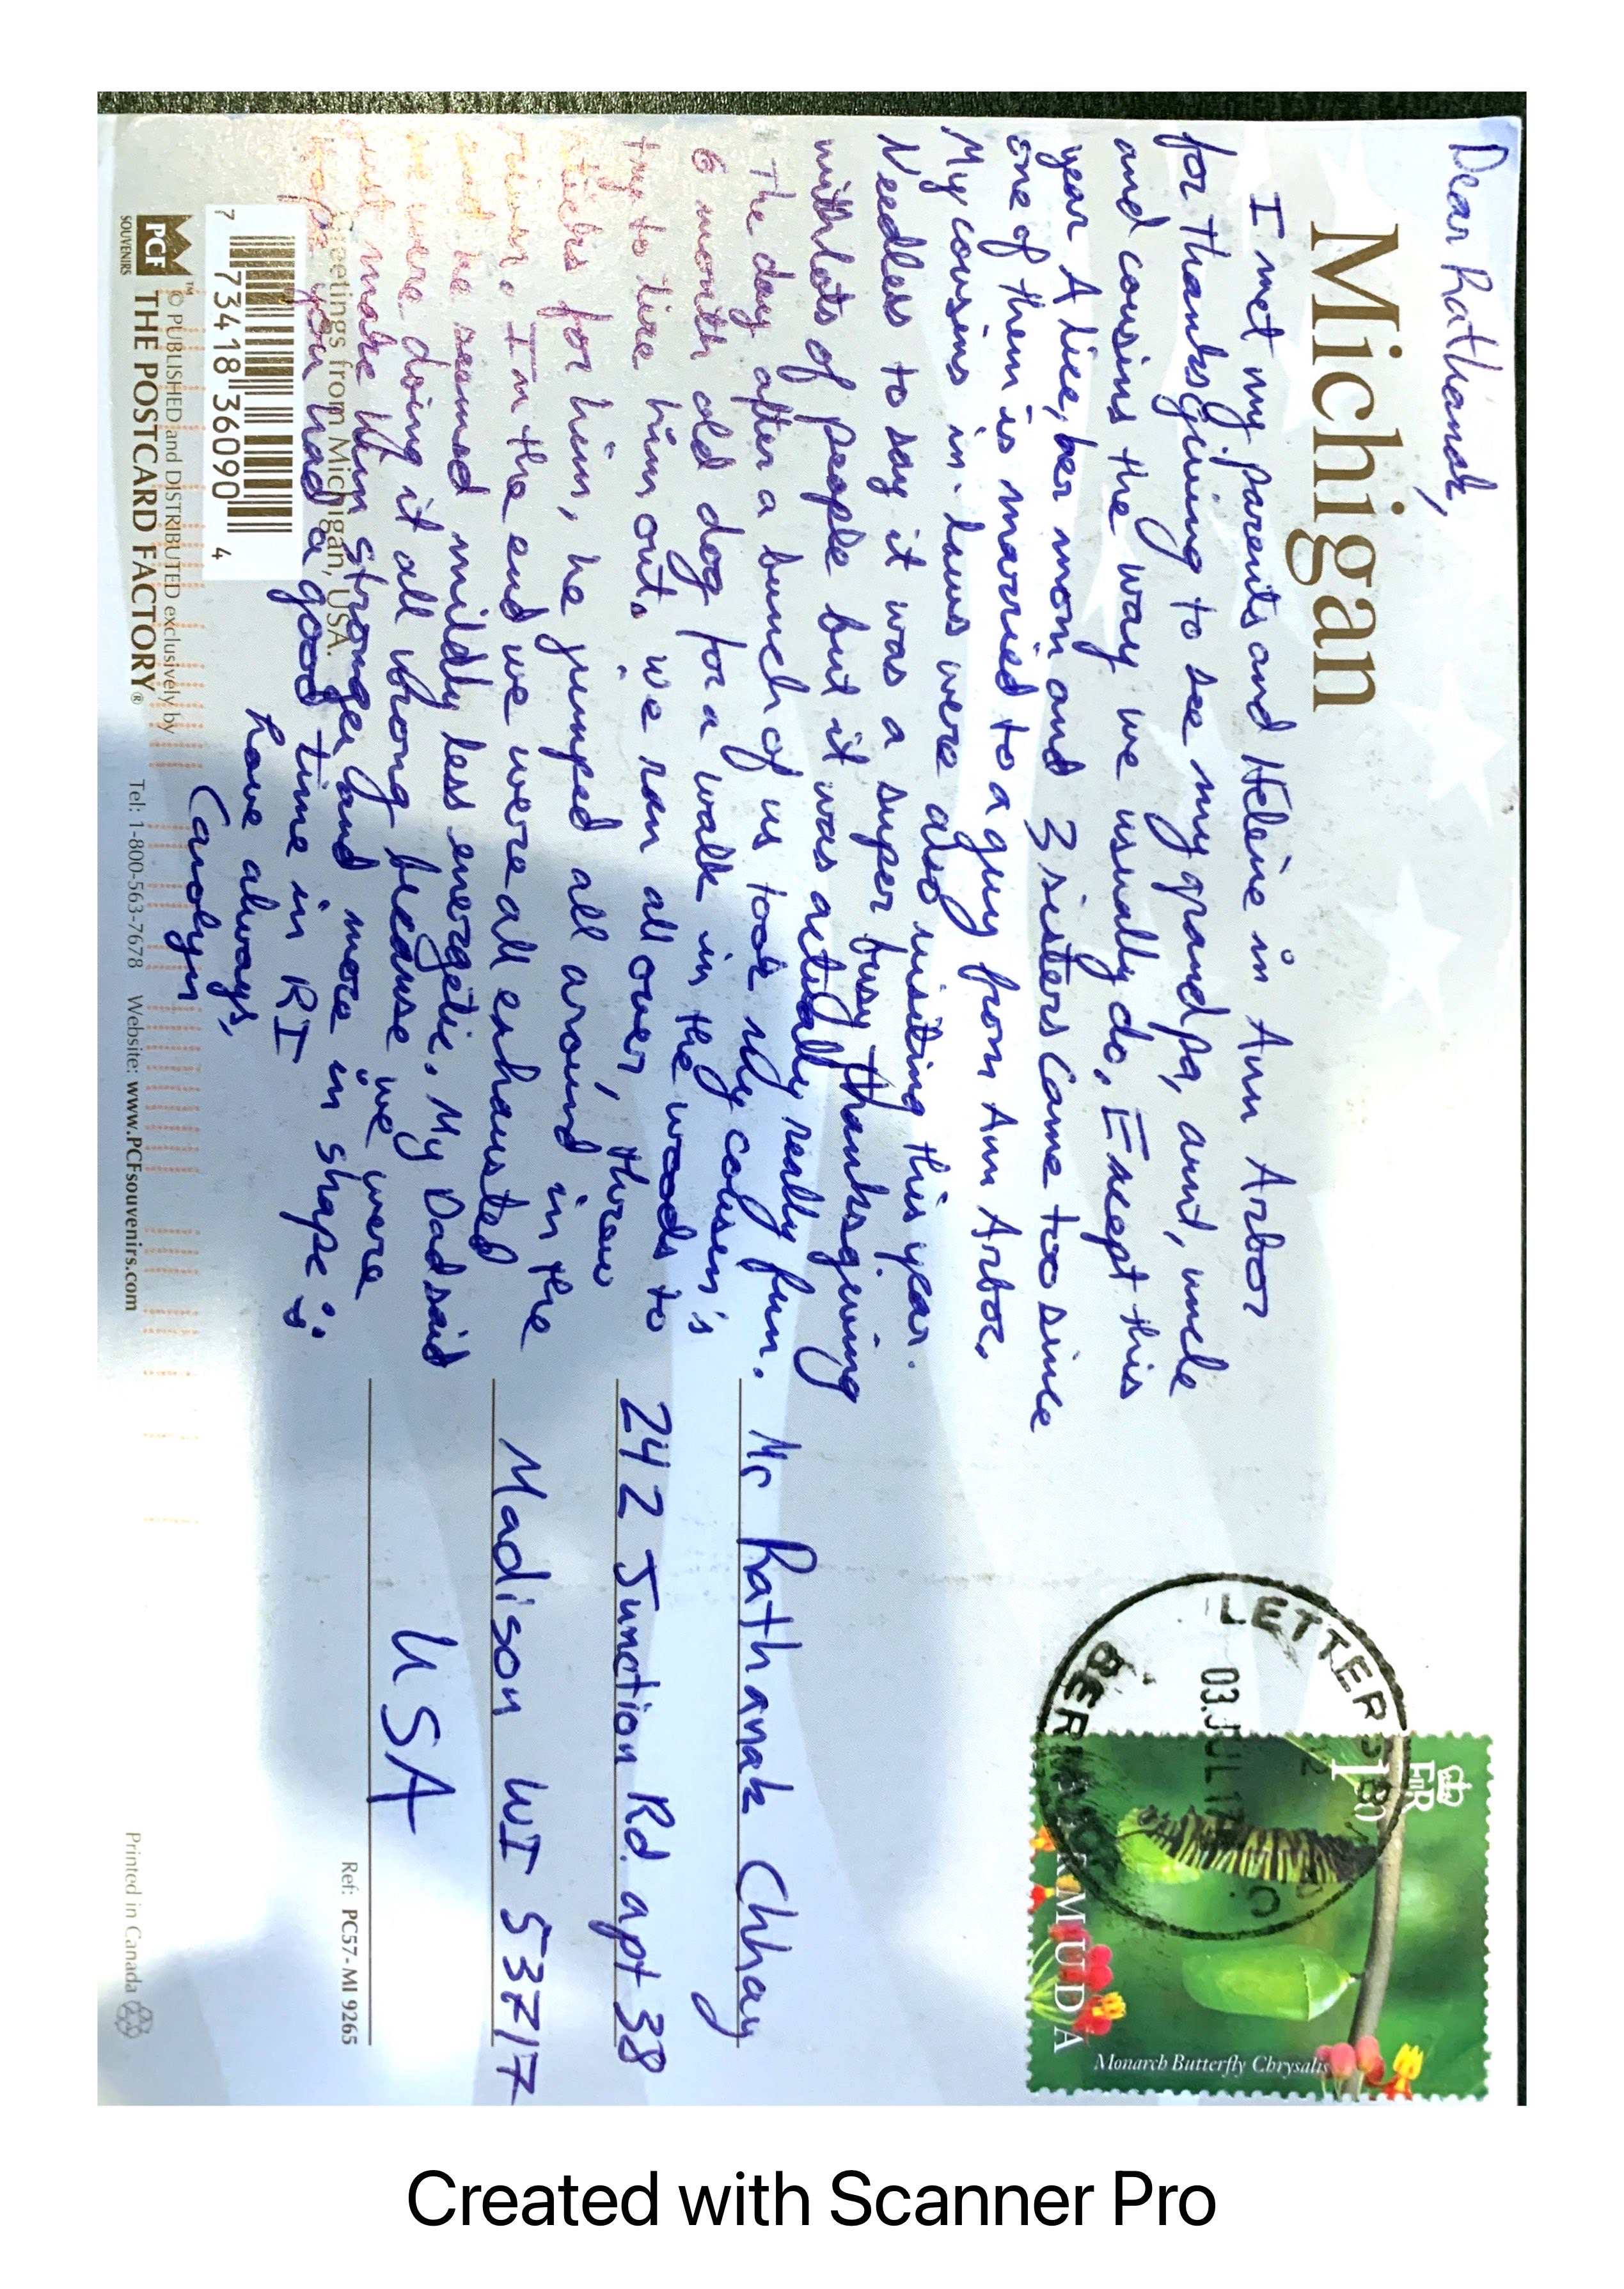 Dear Rathanak,
Michigan
I met my parents and Helene in Ann Arbor
for thanksgiving to see my grandpa, aunt, uncle
and cousins the way we usually do. Except this
year Alice, her mom and 3 sisters came too since
one of them is married to a guy from Ann Arbor.
My cousins in-laws were also visiting this year.
Needles to say it was a super busy thanksgiving
with lots of people but it was actually really fun.
The day after a bunch of us took my cousin's
6 month old dog for a walk in the woods to
try to tire him out. We ran all over, threw
sticks for him, he jumped all around in the
river. In the end we were all exhausted
and he seemed mildly less energetic. My Dad said
we were doing it all wrong because we were
just making him stronger and more in shape :)
Hope you had a good time in RI
Love always,
Carolyn
Greetings from Michigan, USA.
7 73418 36090 4
PCF SOUVENIRS
™ © PUBLISHED and DISTRIBUTED exclusively by
THE POSTCARD FACTORY®
Tel: 1-800-563-7678 Website: www.PCFsouvenirs.com
LETTER
03.JUL 17
BER
EIIR
BERMUDA
Monarch Butterfly Chrysalis
Mr Rathanak Chhay
242 Junction Rd. apt 38
Madison WI 53717
USA
Ref: PC57-MI 9265
Printed in Canada
Created with Scanner Pro